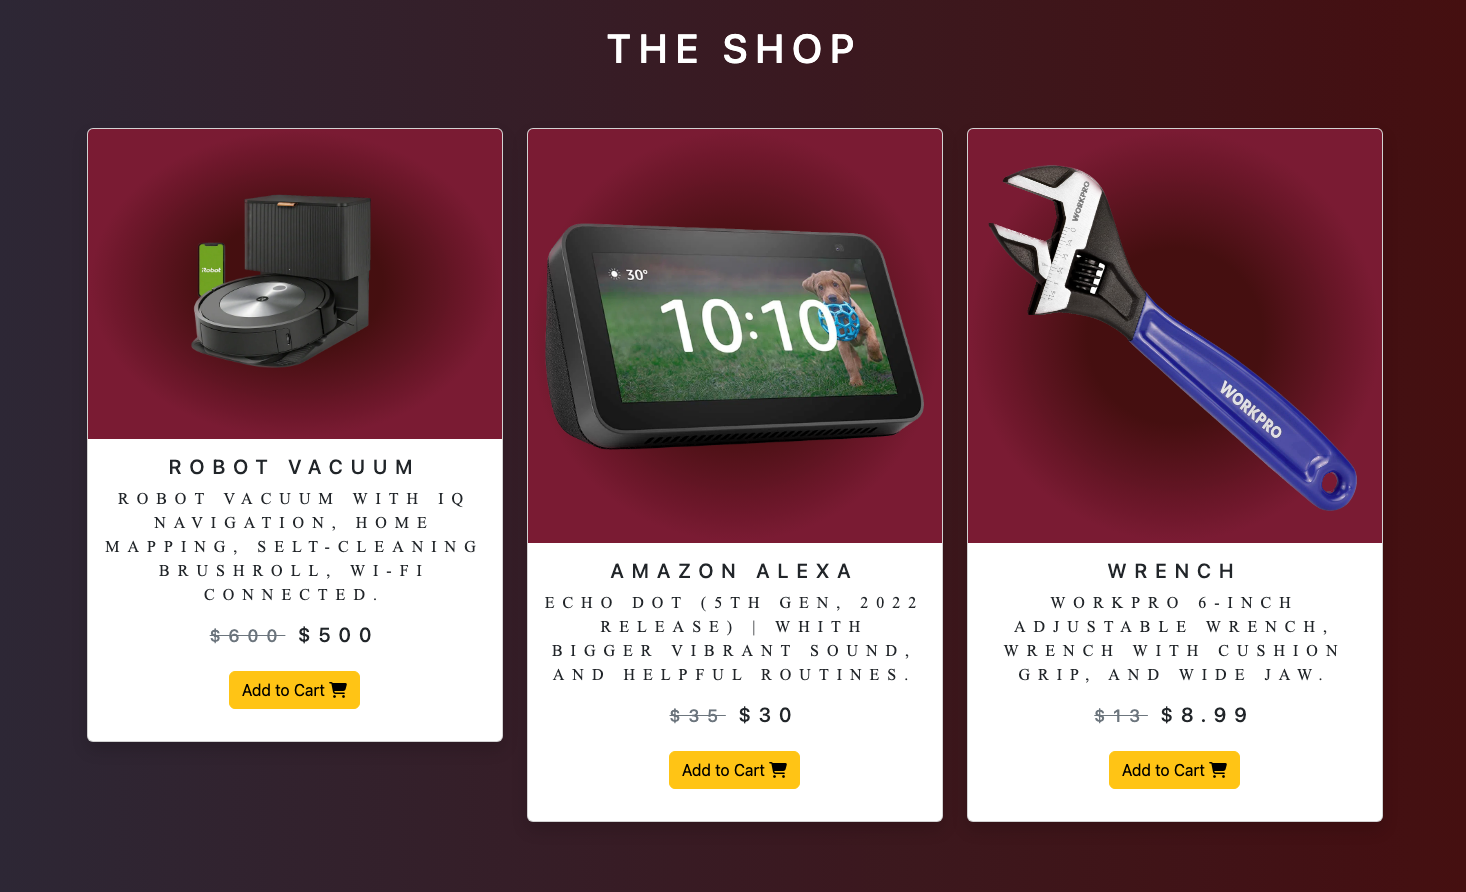 THE SHOP
iRobot
ROBOT VACUUM
ROBOT VACUUM WITH IQ
NAVIGATION, HOME
MAPPING, SELT-CLEANING
BRUSHROLL, WI-FI
CONNECTED.
$600 $500
Add to Cart
30°
10:10
AMAZON ALEXA
ECHO DOT (5TH GEN, 2022
RELEASE) | WHITH
BIGGER VIBRANT SOUND,
AND HELPFUL ROUTINES.
$35 $30
Add to Cart
WORKPRO
WORKPRO
WRENCH
WORKPRO 6-INCH
ADJUSTABLE WRENCH,
WRENCH WITH CUSHION
GRIP, AND WIDE JAW.
$13 $8.99
Add to Cart